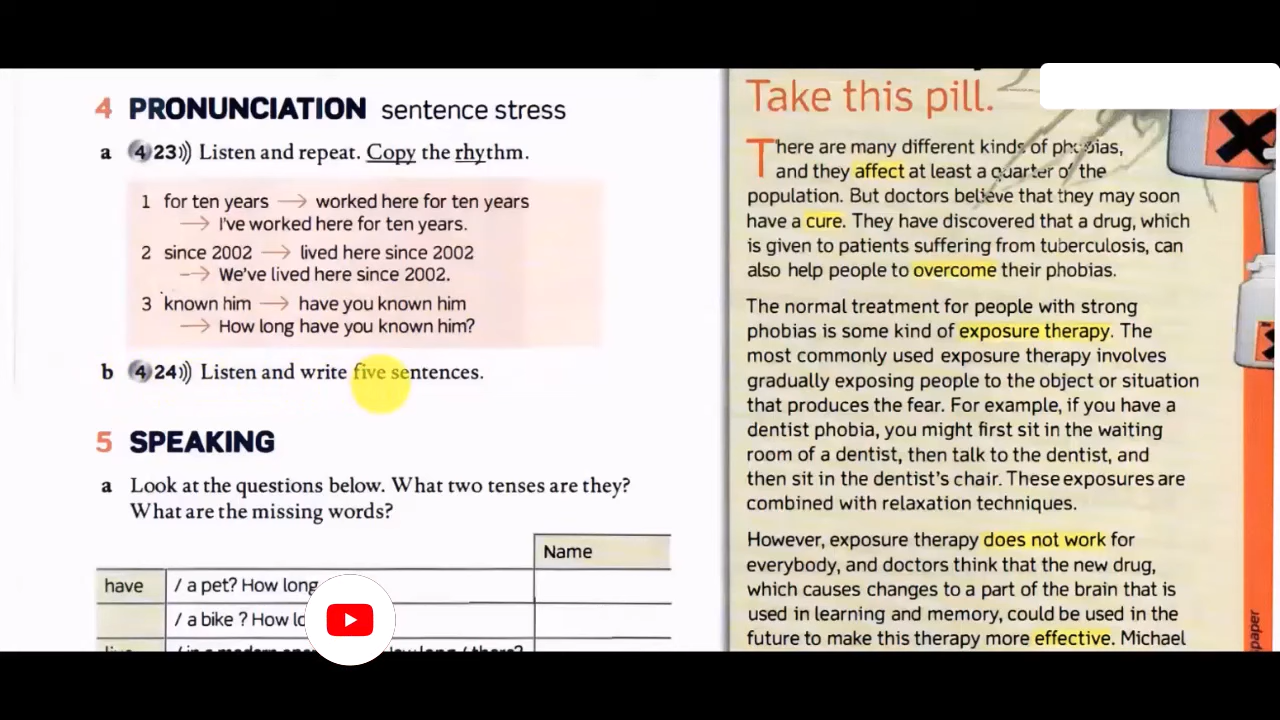 4 PRONUNCIATION sentence stress
a 4 23)) Listen and repeat. Copy the rhythm.
1 for ten years → worked here for ten years
→ I've worked here for ten years.
2 since 2002 → lived here since 2002
→ We've lived here since 2002.
3 known him → have you known him
→ How long have you known him?
b 4 24)) Listen and write five sentences.
5 SPEAKING
a Look at the questions below. What two tenses are they?
What are the missing words?
Name
have / a pet? How long
/ a bike ? How lo
Take this pill.
There are many different kinds of phobias,
and they affect at least a quarter of the
population. But doctors believe that they may soon
have a cure. They have discovered that a drug, which
is given to patients suffering from tuberculosis, can
also help people to overcome their phobias.
The normal treatment for people with strong
phobias is some kind of exposure therapy. The
most commonly used exposure therapy involves
gradually exposing people to the object or situation
that produces the fear. For example, if you have a
dentist phobia, you might first sit in the waiting
room of a dentist, then talk to the dentist, and
then sit in the dentist's chair. These exposures are
combined with relaxation techniques.
However, exposure therapy does not work for
everybody, and doctors think that the new drug,
which causes changes to a part of the brain that is
used in learning and memory, could be used in the
future to make this therapy more effective. Michael